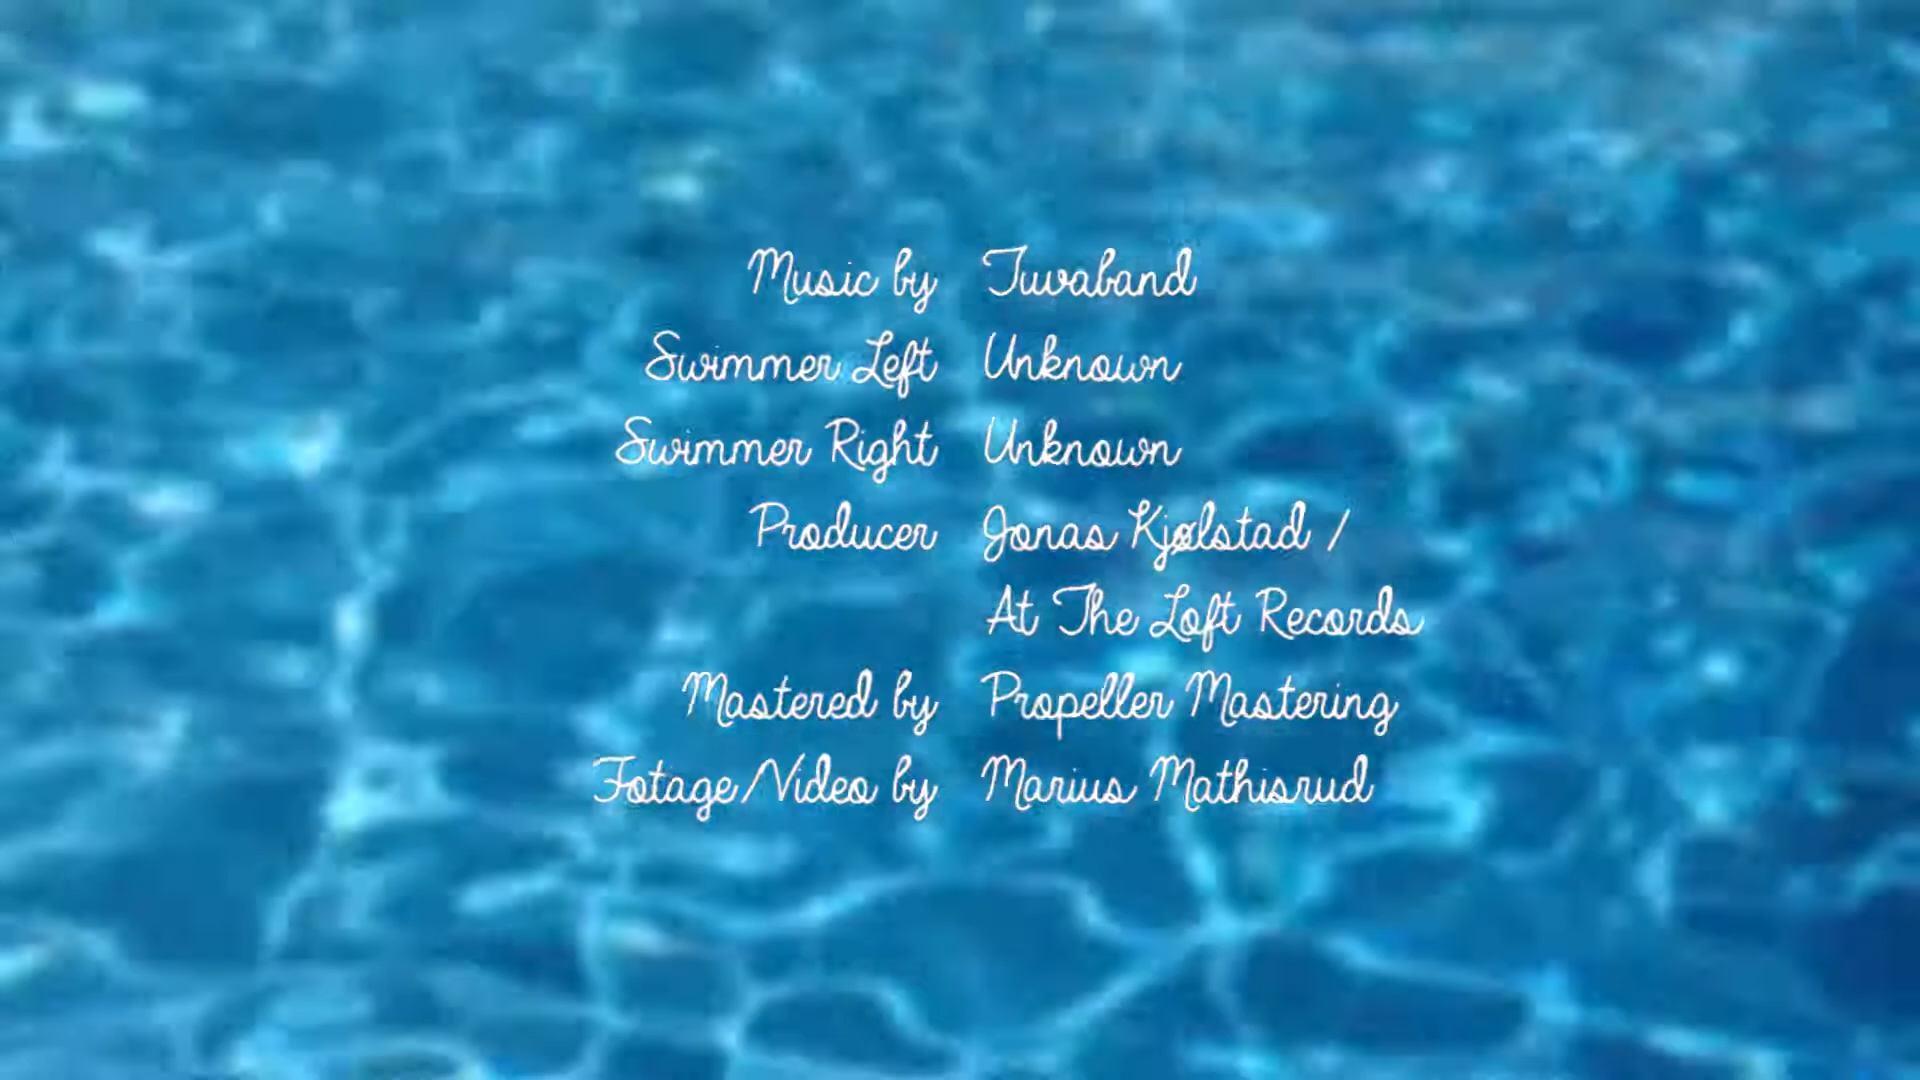 Music by Tuvaband
Swimmer Left Unknown
Swimmer Right Unknown
Producer Jonas Kjølstad /
At The Loft Records
Mastered by Propeller Mastering
Fotage/Video by Marius Mathisrud